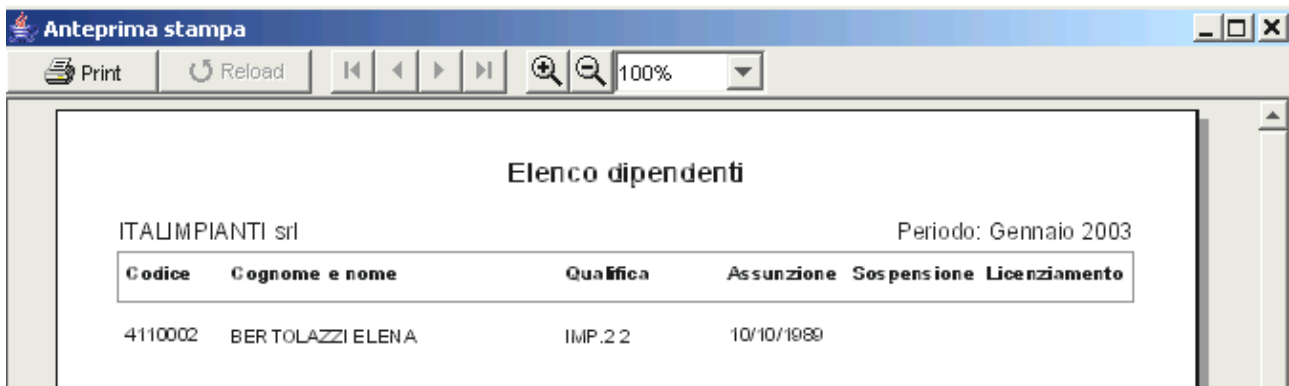 Anteprima stampa
Print Reload 100%
Elenco dipendenti
ITALIMPIANTI srl Periodo: Gennaio 2003
Codice Cognome e nome Qualifica Assunzione Sospensione Licenziamento
4110002 BERTOLAZZI ELENA IMP.22 10/10/1989